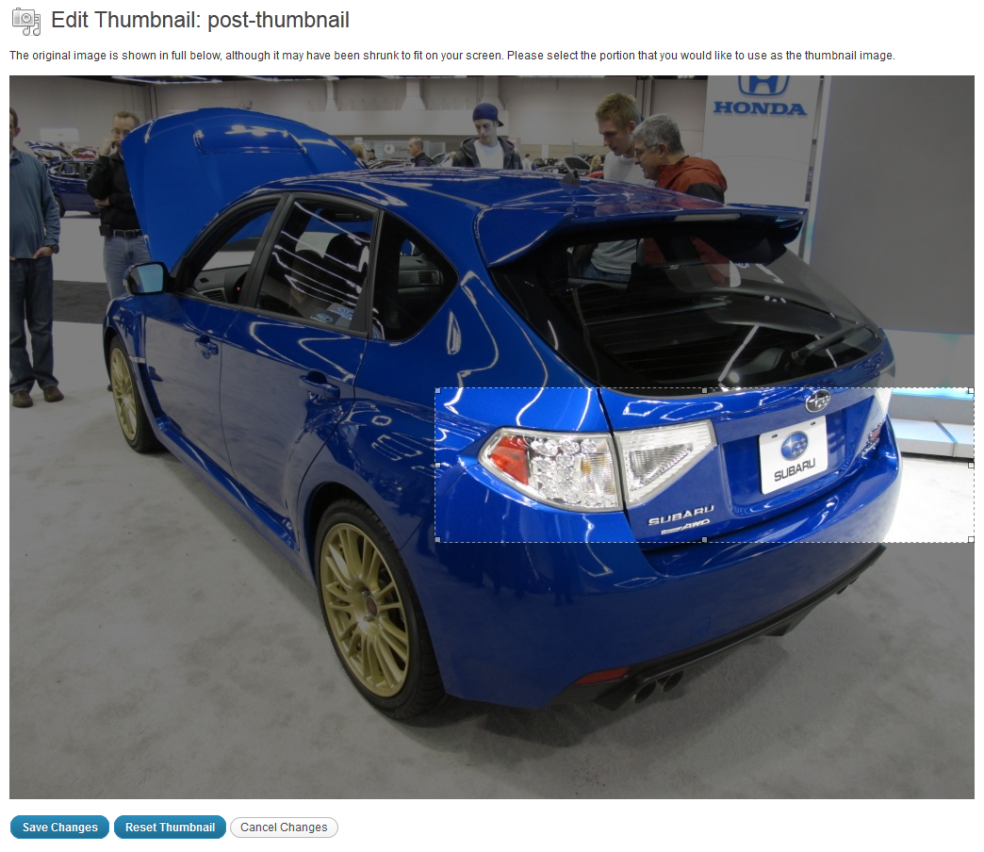 Edit Thumbnail: post-thumbnail
The original image is shown in full below, although it may have been shrunk to fit on your screen. Please select the portion that you would like to use as the thumbnail image.
HONDA
SUBARU
SUBARU
Save Changes
Reset Thumbnail
Cancel Changes